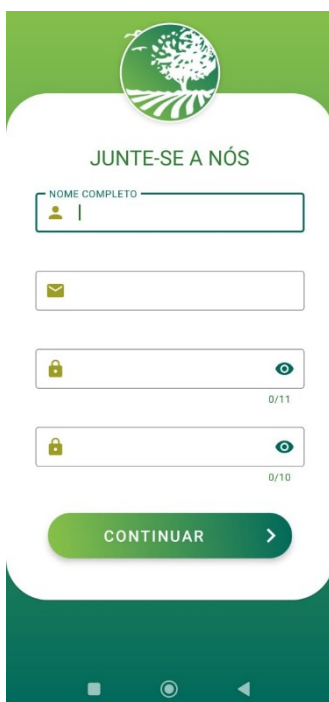 JUNTE-SE A NÓS
NOME COMPLETO
0/11
0/10
CONTINUAR